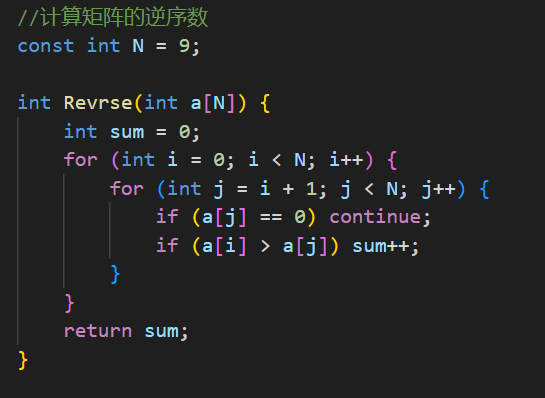 //计算矩阵的逆序数
const int N = 9;
int Revrse(int a[N]) {
    int sum = 0;
    for (int i = 0; i < N; i++) {
        for (int j = i + 1; j < N; j++) {
            if (a[j] == 0) continue;
            if (a[i] > a[j]) sum++;
        }
    }
    return sum;
}